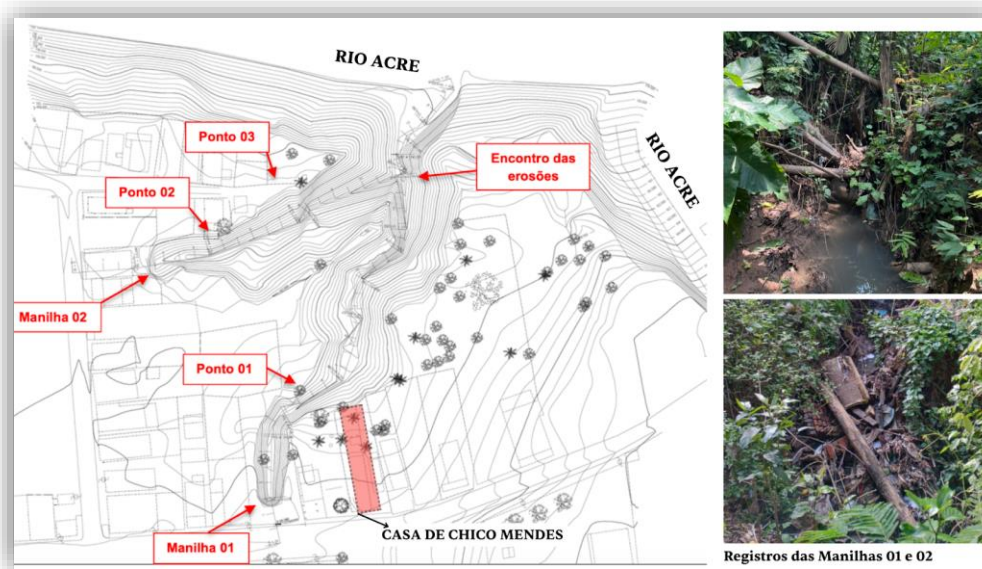 RIO ACRE
Ponto 03
Encontro das
erosões
RIO ACRE
Ponto 02
Manilha 02
Ponto 01
CASA DE CHICO MENDES
Manilha 01
Registros das Manilhas 01 e 02